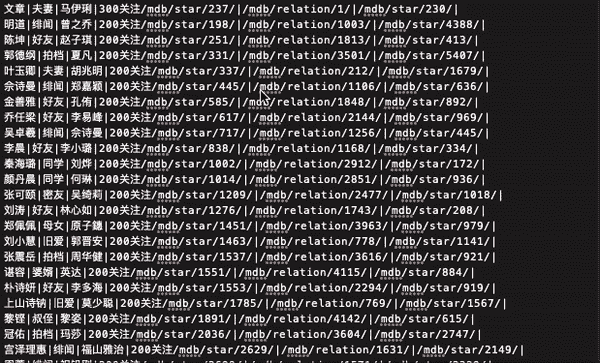 文章|夫妻|马伊琍|300关注/mdb/star/237/|/mdb/relation/1/|/mdb/star/230/|
明道|绯闻|曾之乔|200关注/mdb/star/198/|/mdb/relation/1003/|/mdb/star/4388/|
陈坤|好友|赵子琪|200关注/mdb/star/251/|/mdb/relation/1813/|/mdb/star/413/|
郭德纲|拍档|夏凡|200关注/mdb/star/331/|/mdb/relation/3501/|/mdb/star/5407/|
叶玉卿|夫妻|胡兆明|200关注/mdb/star/337/|/mdb/relation/212/|/mdb/star/1679/|
佘诗曼|绯闻|郑嘉颖|200关注/mdb/star/445/|/mdb/relation/1106/|/mdb/star/636/|
金善雅|好友|孔侑|200关注/mdb/star/585/|/mdb/relation/1848/|/mdb/star/892/|
乔任梁|好友|李易峰|200关注/mdb/star/617/|/mdb/relation/2144/|/mdb/star/969/|
吴卓羲|绯闻|佘诗曼|200关注/mdb/star/717/|/mdb/relation/1256/|/mdb/star/445/|
李晨|好友|李小璐|200关注/mdb/star/838/|/mdb/relation/1168/|/mdb/star/334/|
秦海璐|同学|刘烨|200关注/mdb/star/1002/|/mdb/relation/2912/|/mdb/star/172/|
颜丹晨|同学|何琳|200关注/mdb/star/1014/|/mdb/relation/2851/|/mdb/star/936/|
张可颐|密友|吴绮莉|200关注/mdb/star/1209/|/mdb/relation/2477/|/mdb/star/1018/|
刘涛|好友|林心如|200关注/mdb/star/1276/|/mdb/relation/1743/|/mdb/star/208/|
郑佩佩|母女|原子鏸|200关注/mdb/star/1451/|/mdb/relation/3963/|/mdb/star/979/|
刘小慧|旧爱|郭晋安|200关注/mdb/star/1463/|/mdb/relation/778/|/mdb/star/1141/|
张震岳|拍档|周华健|200关注/mdb/star/1537/|/mdb/relation/3616/|/mdb/star/921/|
谌容|婆婿|英达|200关注/mdb/star/1551/|/mdb/relation/4115/|/mdb/star/884/|
朴诗妍|好友|李多海|200关注/mdb/star/1553/|/mdb/relation/2294/|/mdb/star/919/|
上山诗钠|旧爱|莫少聪|200关注/mdb/star/1785/|/mdb/relation/769/|/mdb/star/1567/|
黎铿|叔侄|黎姿|200关注/mdb/star/1891/|/mdb/relation/4142/|/mdb/star/615/|
冠佑|拍档|玛莎|200关注/mdb/star/2036/|/mdb/relation/3604/|/mdb/star/2747/|
宫泽理惠|绯闻|福山雅治|200关注/mdb/star/2629/|/mdb/relation/1631/|/mdb/star/2149/|